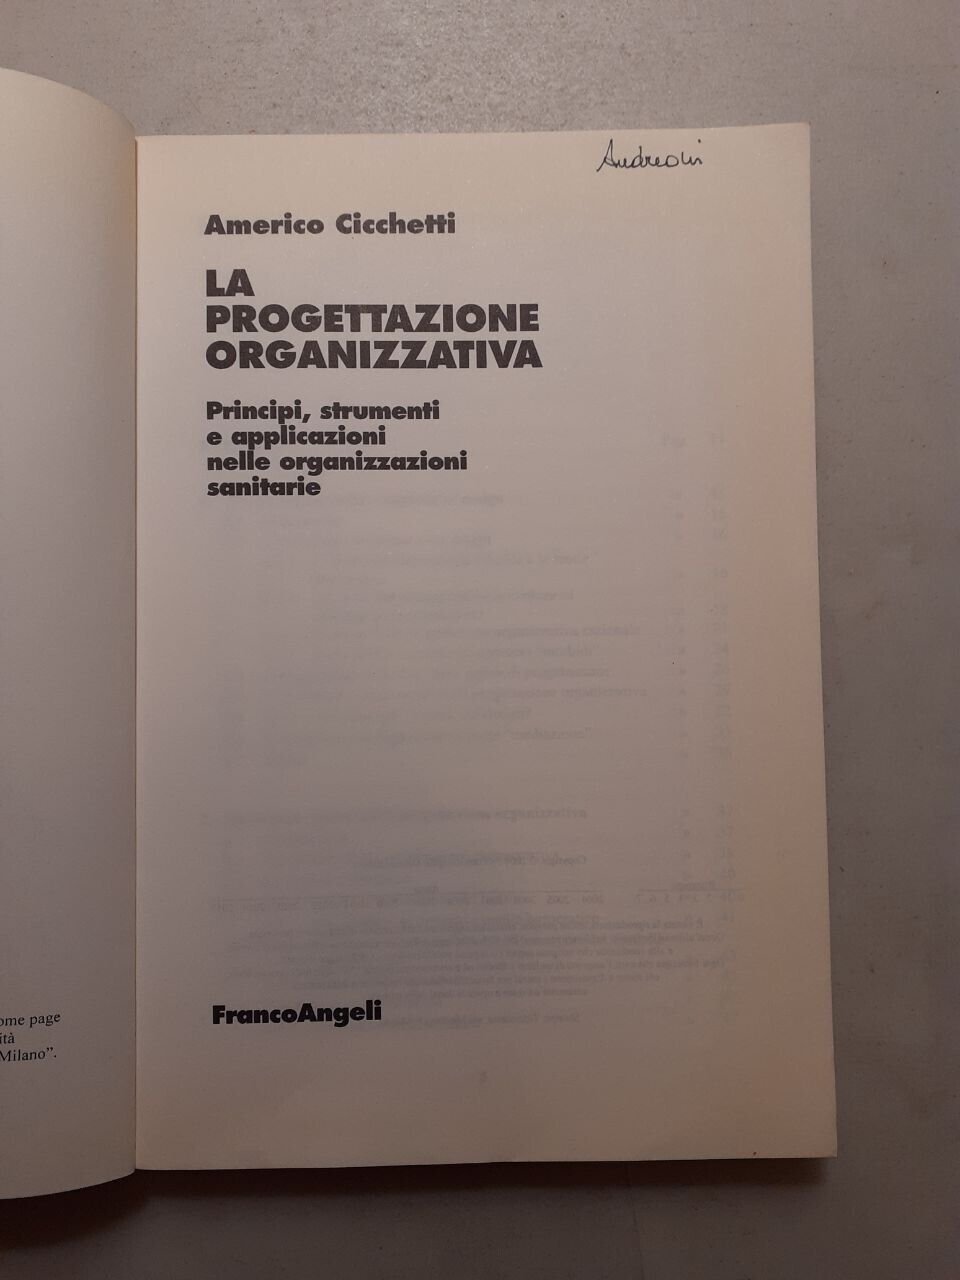 Andreoli
Americo Cicchetti
LA
PROGETTAZIONE
ORGANIZZATIVA
Principi, strumenti
e applicazioni
nelle organizzazioni
sanitarie
FrancoAngeli
ome page
ità
Milano”.